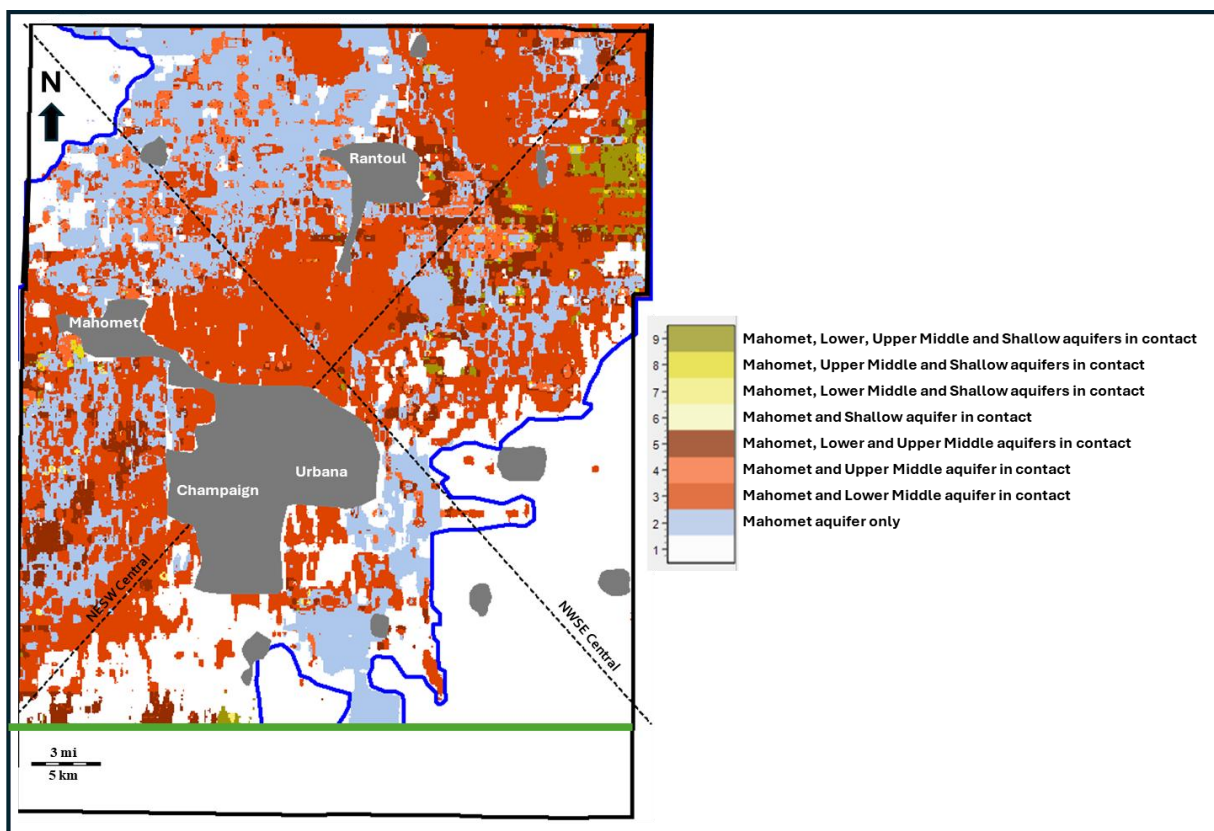 N
Rantoul
Mahomet
Urbana
Champaign
NESW Central
NWSE Central
3 mi
5 km
9 Mahomet, Lower, Upper Middle and Shallow aquifers in contact
8 Mahomet, Upper Middle and Shallow aquifers in contact
7 Mahomet, Lower Middle and Shallow aquifers in contact
6 Mahomet and Shallow aquifer in contact
5 Mahomet, Lower and Upper Middle aquifers in contact
4 Mahomet and Upper Middle aquifer in contact
3 Mahomet and Lower Middle aquifer in contact
2 Mahomet aquifer only
1